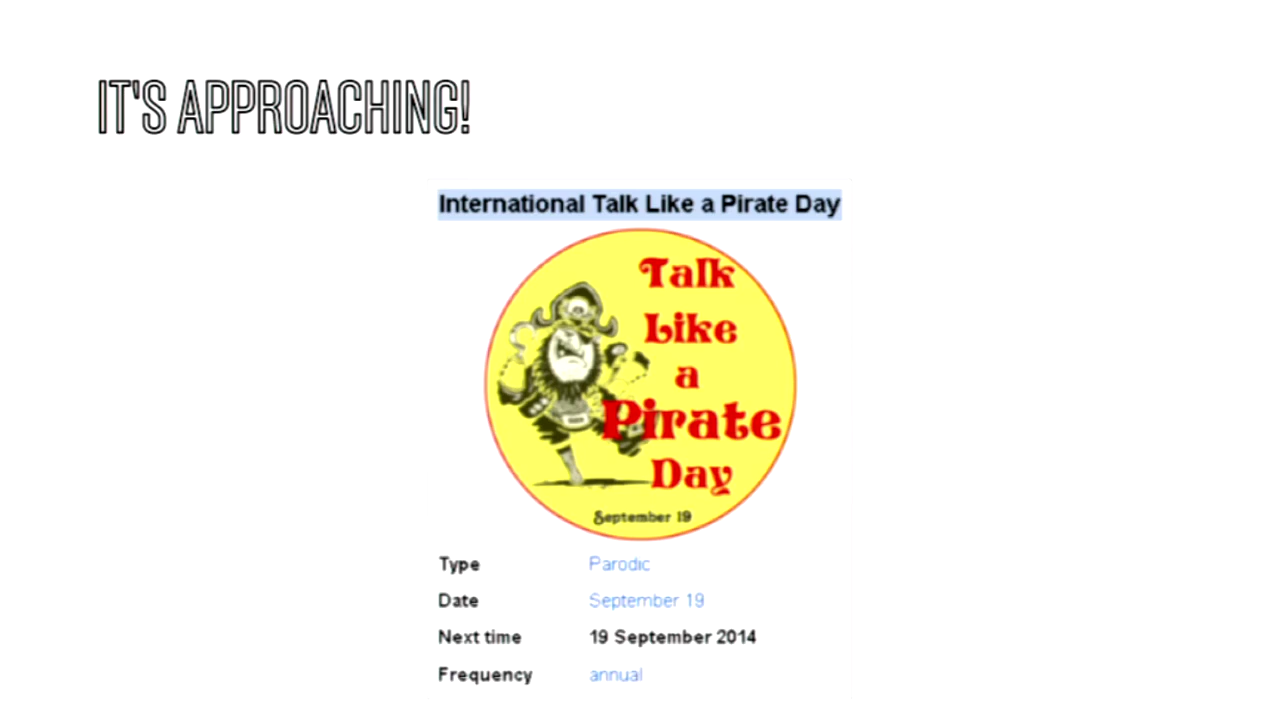 IT'S APPROACHING!
International Talk Like a Pirate Day
Talk
Like
a
Pirate
Day
September 19
Type Parodic
Date September 19
Next time 19 September 2014
Frequency annual